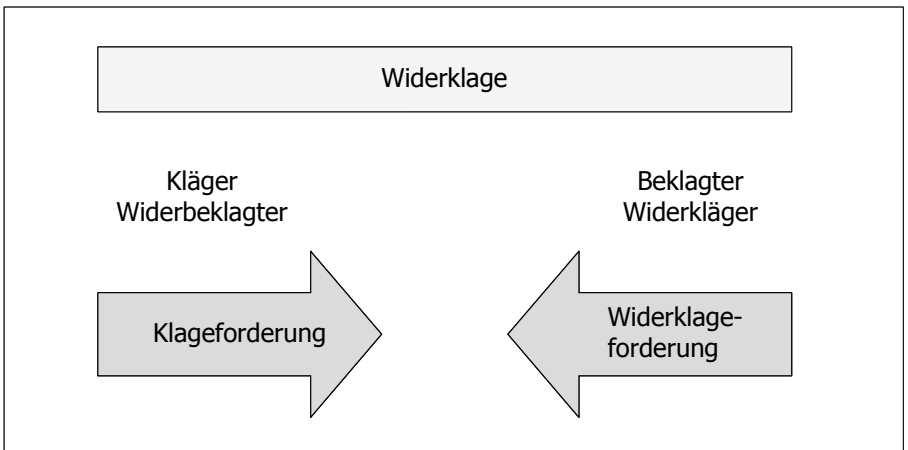 Widerklage
Kläger
Widerbeklagter
Beklagter
Widerkläger
Klageforderung
Widerklage-
forderung